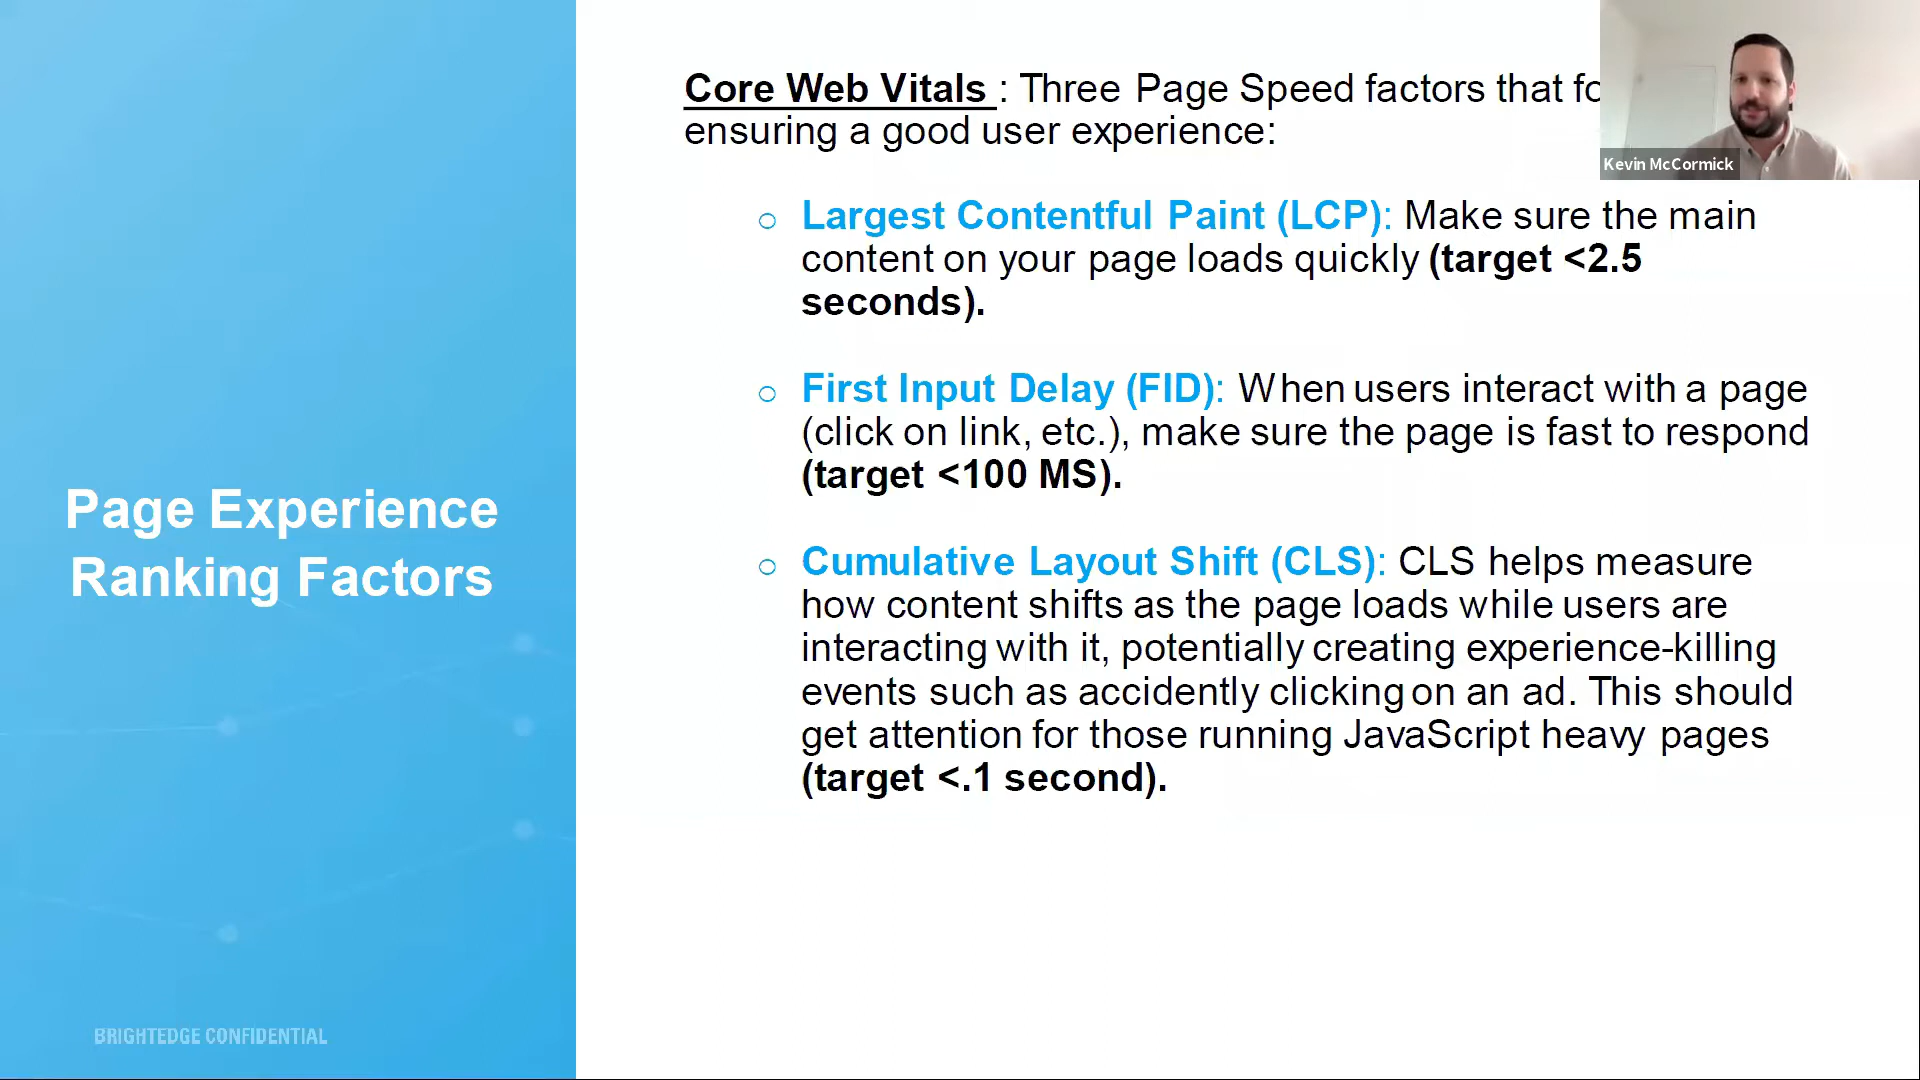 Page Experience
Ranking Factors
BRIGHTEDGE CONFIDENTIAL
Core Web Vitals : Three Page Speed factors that
ensuring a good user experience:
Largest Contentful Paint (LCP): Make sure the main
content on your page loads quickly (target <2.5
seconds).
First Input Delay (FID): When users interact with a page
(click on link, etc.), make sure the page is fast to respond
(target <100 MS).
Cumulative Layout Shift (CLS): CLS helps measure
how content shifts as the page loads while users are
interacting with it, potentially creating experience-killing
events such as accidently clicking on an ad. This should
get attention for those running JavaScript heavy pages
(target <.1 second).
Kevin McCormick